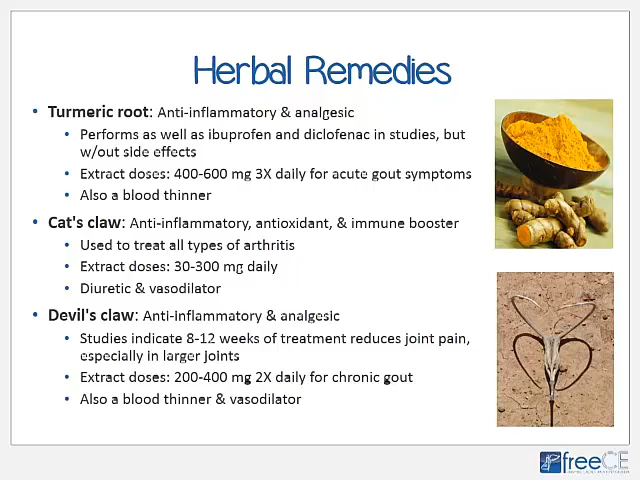 Herbal Remedies
• Turmeric root: Anti-inflammatory & analgesic
• Performs as well as ibuprofen and diclofenac in studies, but
w/out side effects
• Extract doses: 400-600 mg 3X daily for acute gout symptoms
• Also a blood thinner
• Cat's claw: Anti-inflammatory, antioxidant, & immune booster
• Used to treat all types of arthritis
• Extract doses: 30-300 mg daily
• Diuretic & vasodilator
• Devil's claw: Anti-inflammatory & analgesic
• Studies indicate 8-12 weeks of treatment reduces joint pain,
especially in larger joints
• Extract doses: 200-400 mg 2X daily for chronic gout
• Also a blood thinner & vasodilator
freeCE